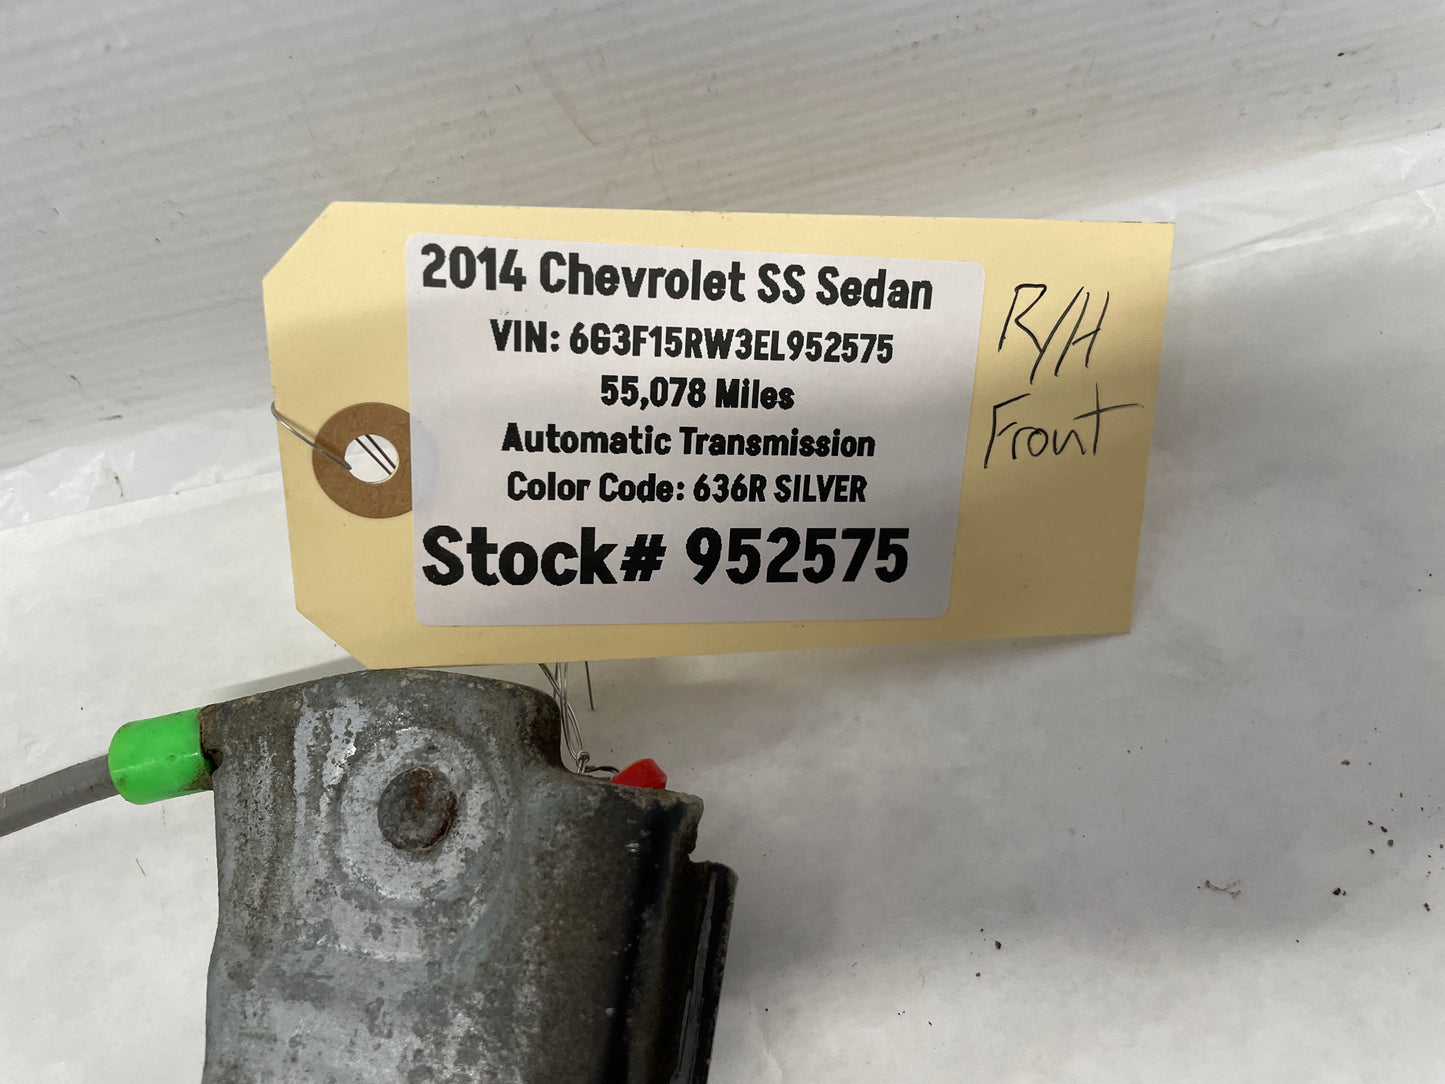 2014 Chevrolet SS Sedan
VIN: 6G3F15RW3EL952575
55,078 Miles
Automatic Transmission
Color Code: 636R SILVER
Stock# 952575
R/H
Front